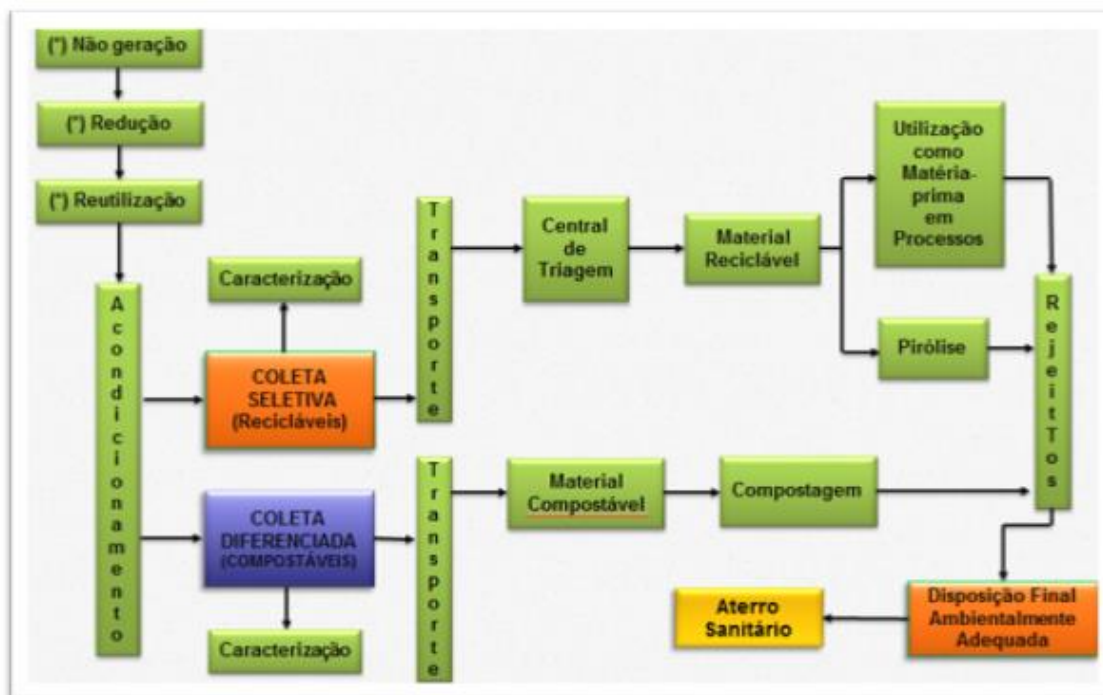 (*) Não geração
(*) Redução
(*) Reutilização
Acondicionamento
Caracterização
COLETA
SELETIVA
(Recicláveis)
COLETA
DIFERENCIADA
(COMPOSTÁVEIS)
Caracterização
Transporte
Transporte
Central
de
Triagem
Material
Reciclável
Utilização
como
Matéria-
prima
em
Processos
Pirólise
Material
Compostável
Compostagem
RejeitTos
Disposição Final
Ambientalmente
Adequada
Aterro
Sanitário